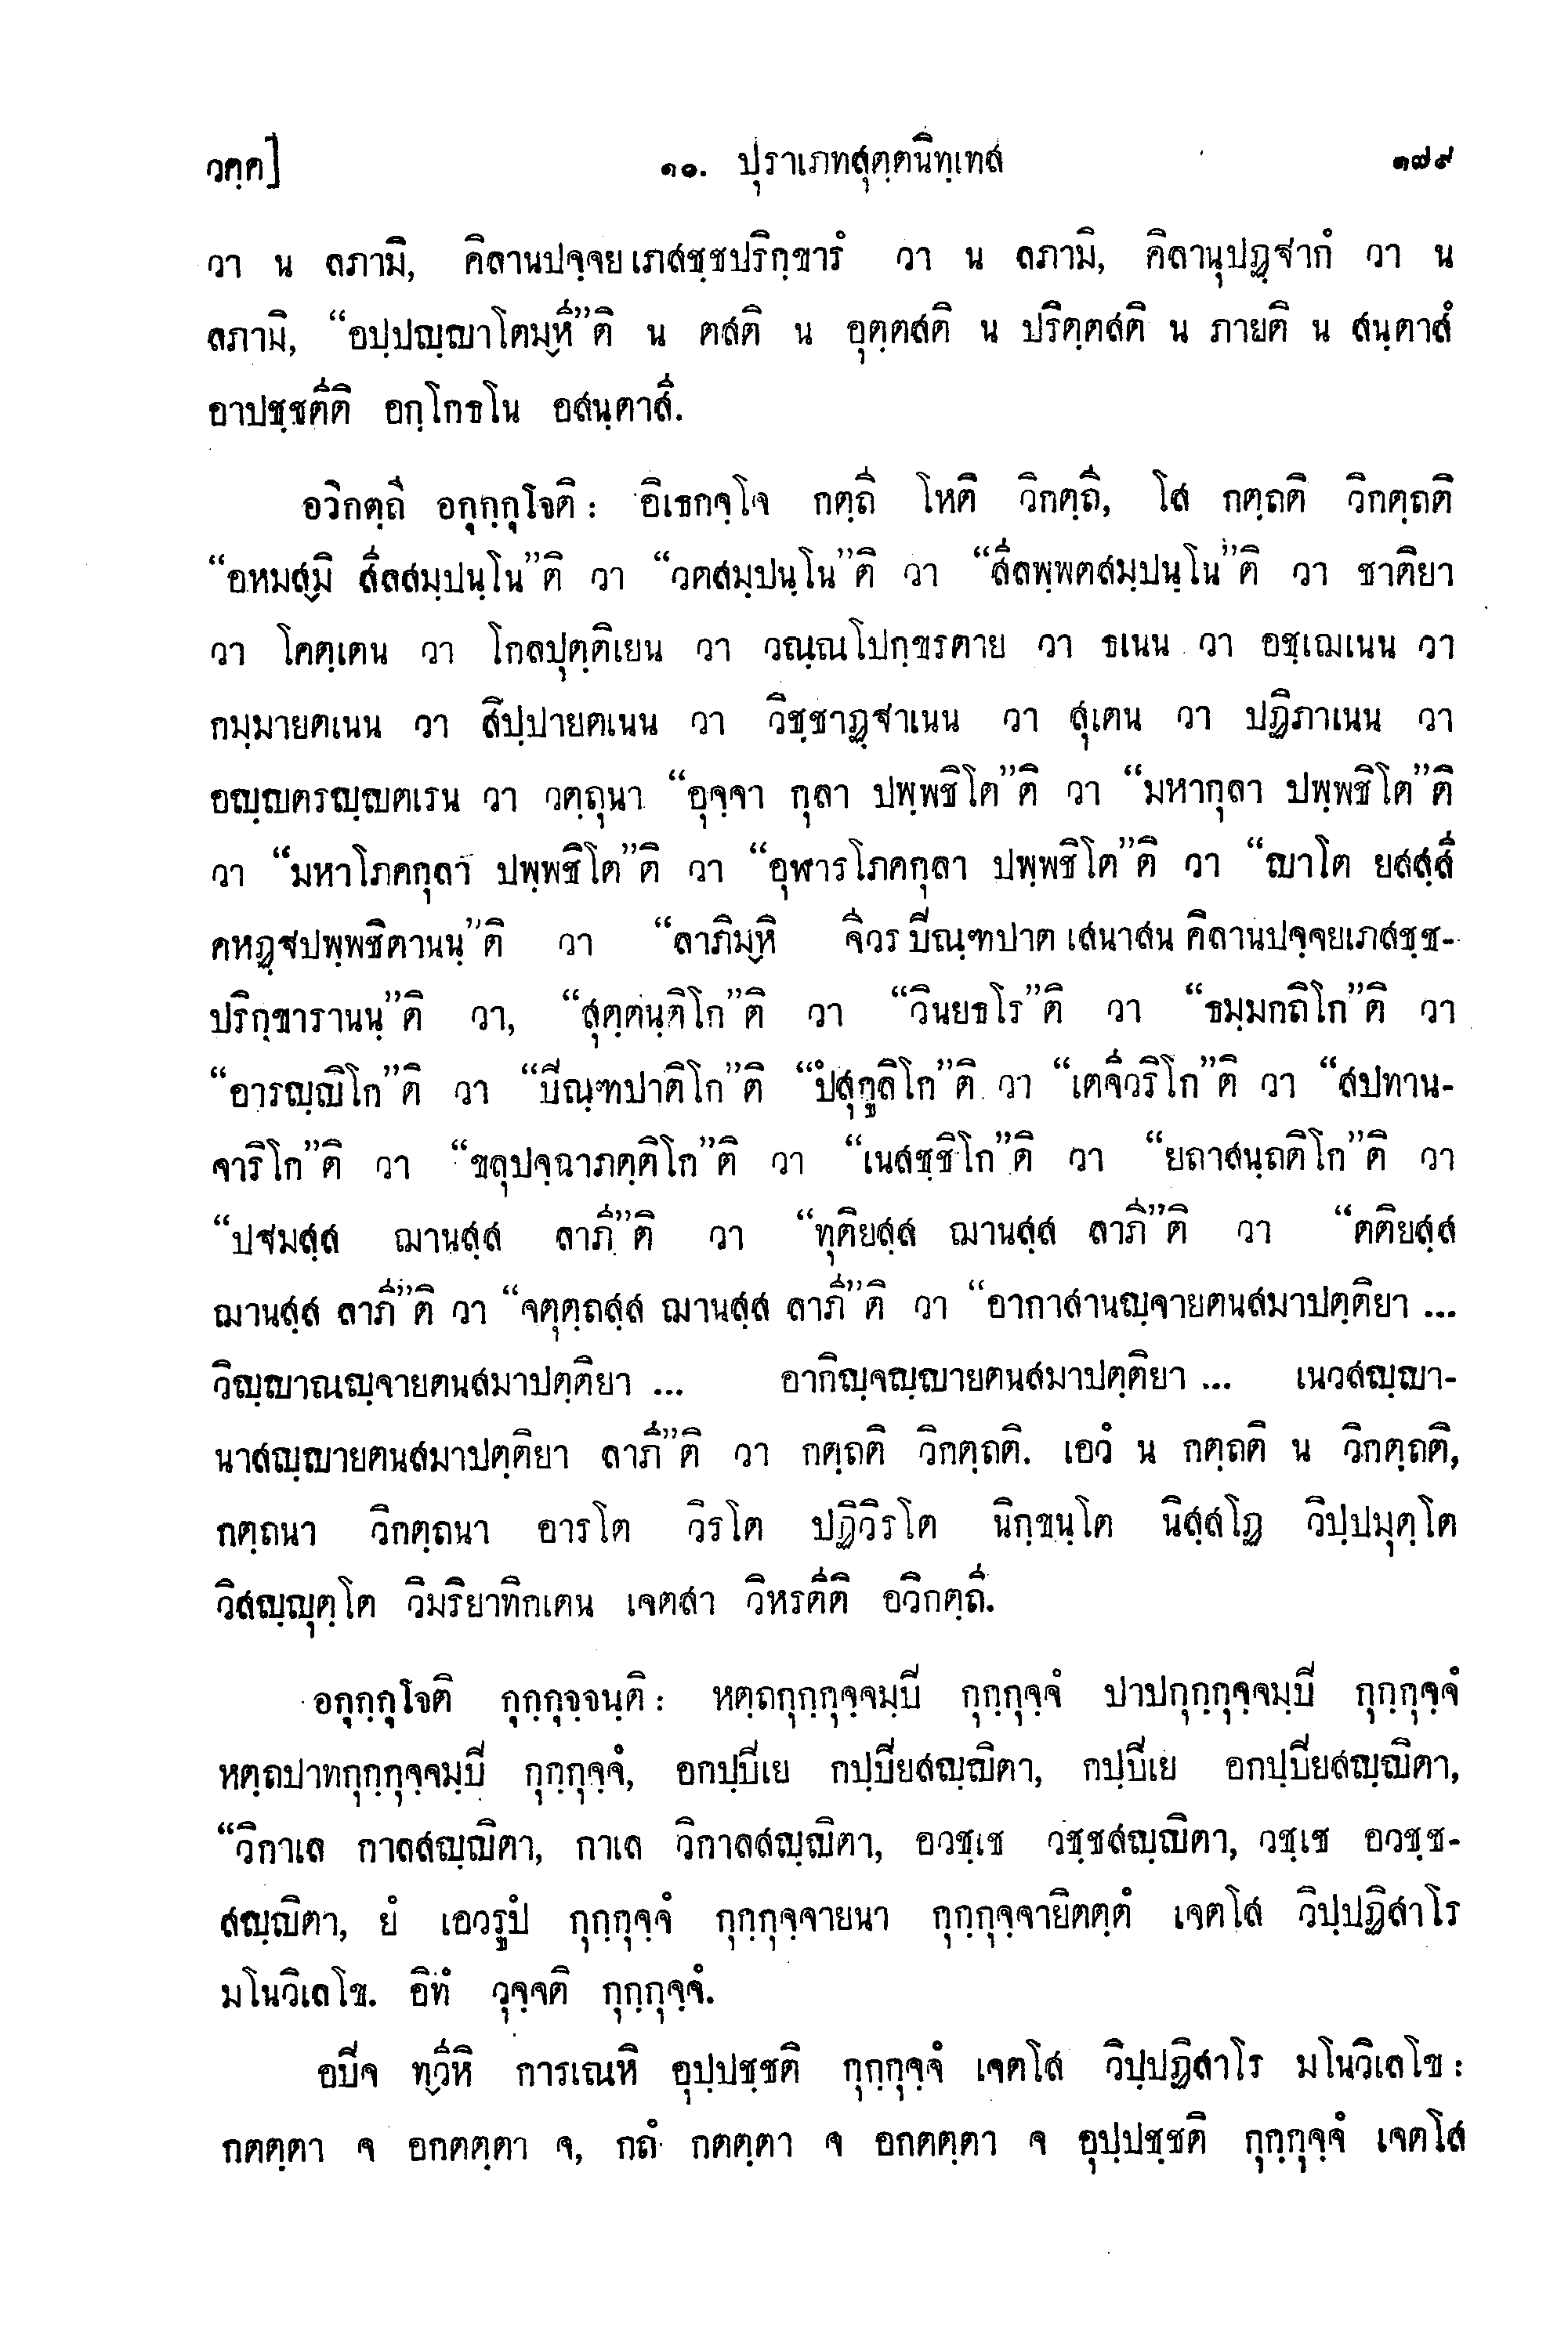 วคฺค]	๑๐. ปุราเภทสุตฺตนิทฺเทส	๑๗๙
วา น ลภามิ, คิลานปจฺจยเภสชฺชปริกฺขารํ วา น ลภามิ, คิลานุปฏฺฐากํ วา น
ลภามิ, “อปฺปญฺญาโตมฺหี”ติ น ตสติ น อุตฺตสติ น ปริตฺตสติ น ภายติ น สนฺตาสํ
อาปชฺชตีติ อกฺโกธโน อสนฺตาสี.
อวิกตฺถี อกุกฺกุโจติ : อิเธกจฺโจ กตฺถี โหติ วิกตฺถี, โส กตฺถติ วิกตฺถติ
“อหมสฺมิ สีลสมฺปนฺโน”ติ วา “วตสมฺปนฺโน”ติ วา “สีลพฺพตสมฺปนฺโน”ติ วา ชาติยา
วา โคตฺเตน วา โกลปุตฺติเยน วา วณฺณโปกฺขรตาย วา ธเนน วา อชฺเฌเนน วา
กมฺมายตเนน วา สิปฺปายตเนน วา วิชฺชาฏฺฐาเนน วา สุเตน วา ปฏิภาเนน วา
อญฺญตรญฺญตเรน วา วตฺถุนา “อุจฺจา กุลา ปพฺพชิโต”ติ วา “มหากุลา ปพฺพชิโต”ติ
วา “มหาโภคกุลา ปพฺพชิโต”ติ วา “อุฬารโภคกุลา ปพฺพชิโต”ติ วา “ญาโต ยสสฺสี
คหฏฺฐปพฺพชิตานนฺ”ติ วา “ลาภิมฺหิ จีวรปิณฺฑปาตเสนาสนคิลานปจฺจยเภสชฺช-
ปริกฺขารานนฺ”ติ วา, “สุตฺตนฺติโก”ติ วา “วินยธโร”ติ วา “ธมฺมกถิโก”ติ วา
“อารญฺญิโก”ติ วา “ปิณฺฑปาติโก”ติ “ปํสุกูลิโก”ติ วา “เตจีวริโก”ติ วา “สปทาน-
จาริโก”ติ วา “ขลุปจฺฉาภตฺติโก”ติ วา “เนสชฺชิโก”ติ วา “ยถาสนฺถติโก”ติ วา
“ปฐมสฺส ฌานสฺส ลาภี”ติ วา “ทุติยสฺส ฌานสฺส ลาภี”ติ วา “ตติยสฺส
ฌานสฺส ลาภี”ติ วา “จตุตฺถสฺส ฌานสฺส ลาภี”ติ วา “อากาสานญฺจายตนสมาปตฺติยา ...
วิญฺญาณญฺจายตนสมาปตฺติยา ... อากิญฺจญฺญายตนสมาปตฺติยา ... เนวสญฺญา-
นาสญฺญายตนสมาปตฺติยา ลาภี”ติ วา กตฺถติ วิกตฺถติ. เอวํ น กตฺถติ น วิกตฺถติ,
กตฺถนา วิกตฺถนา อารโต วิรโต ปฏิวิรโต นิกฺขนฺโต นิสฺสโฏ วิปฺปมุตฺโต
วิสญฺญุตฺโต วิมริยาทิกเตน เจตสา วิหรตีติ อวิกตฺถี.
อกุกฺกุโจติ กุกฺกุจฺจนฺติ : หตฺถกุกฺกุจฺจมฺปิ กุกฺกุจฺจํ ปาปกุกฺกุจฺจมฺปิ กุกฺกุจฺจํ
หตฺถปาทกุกฺกุจฺจมฺปิ กุกฺกุจฺจํ, อกปฺปิเย กปฺปิยสญฺญิตา, กปฺปิเย อกปฺปิยสญฺญิตา,
“วิกาเล กาลสญฺญิตา, กาเล วิกาลสญฺญิตา, อวชฺเช วชฺชสญฺญิตา, วชฺเช อวชฺช-
สญฺญิตา, ยํ เอวรูปํ กุกฺกุจฺจํ กุกฺกุจฺจายนา กุกฺกุจฺจายิตตฺตํ เจตโส วิปฺปฏิสาโร
มโนวิเลโข. อิทํ วุจฺจติ กุกฺกุจฺจํ.
อปิจ ทฺวีหิ การเณหิ อุปฺปชฺชติ กุกฺกุจฺจํ เจตโส วิปฺปฏิสาโร มโนวิเลโข :
กตตฺตา จ อกตตฺตา จ, กถํ กตตฺตา จ อกตตฺตา จ อุปฺปชฺชติ กุกฺกุจฺจํ เจตโส